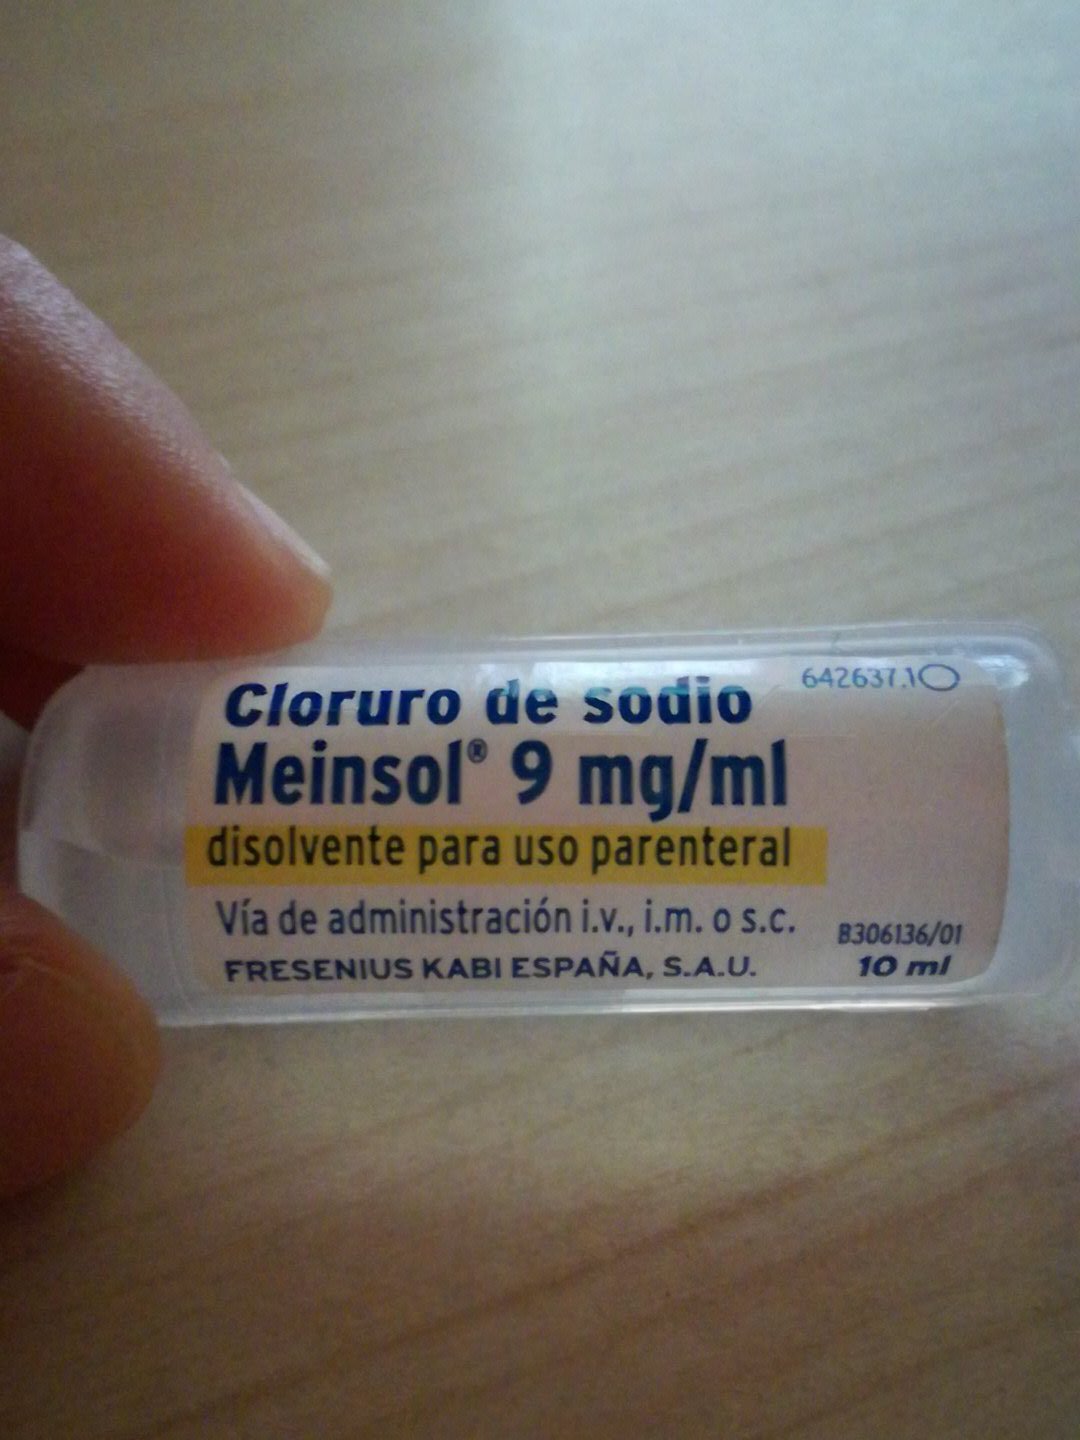 Cloruro de sodio
642637.1
Meinsol® 9 mg/ml
disolvente para uso parenteral
Vía de administración i.v., i.m. o s.c.
B306136/01
FRESENIUS KABI ESPAÑA, S.A.U.
10 ml